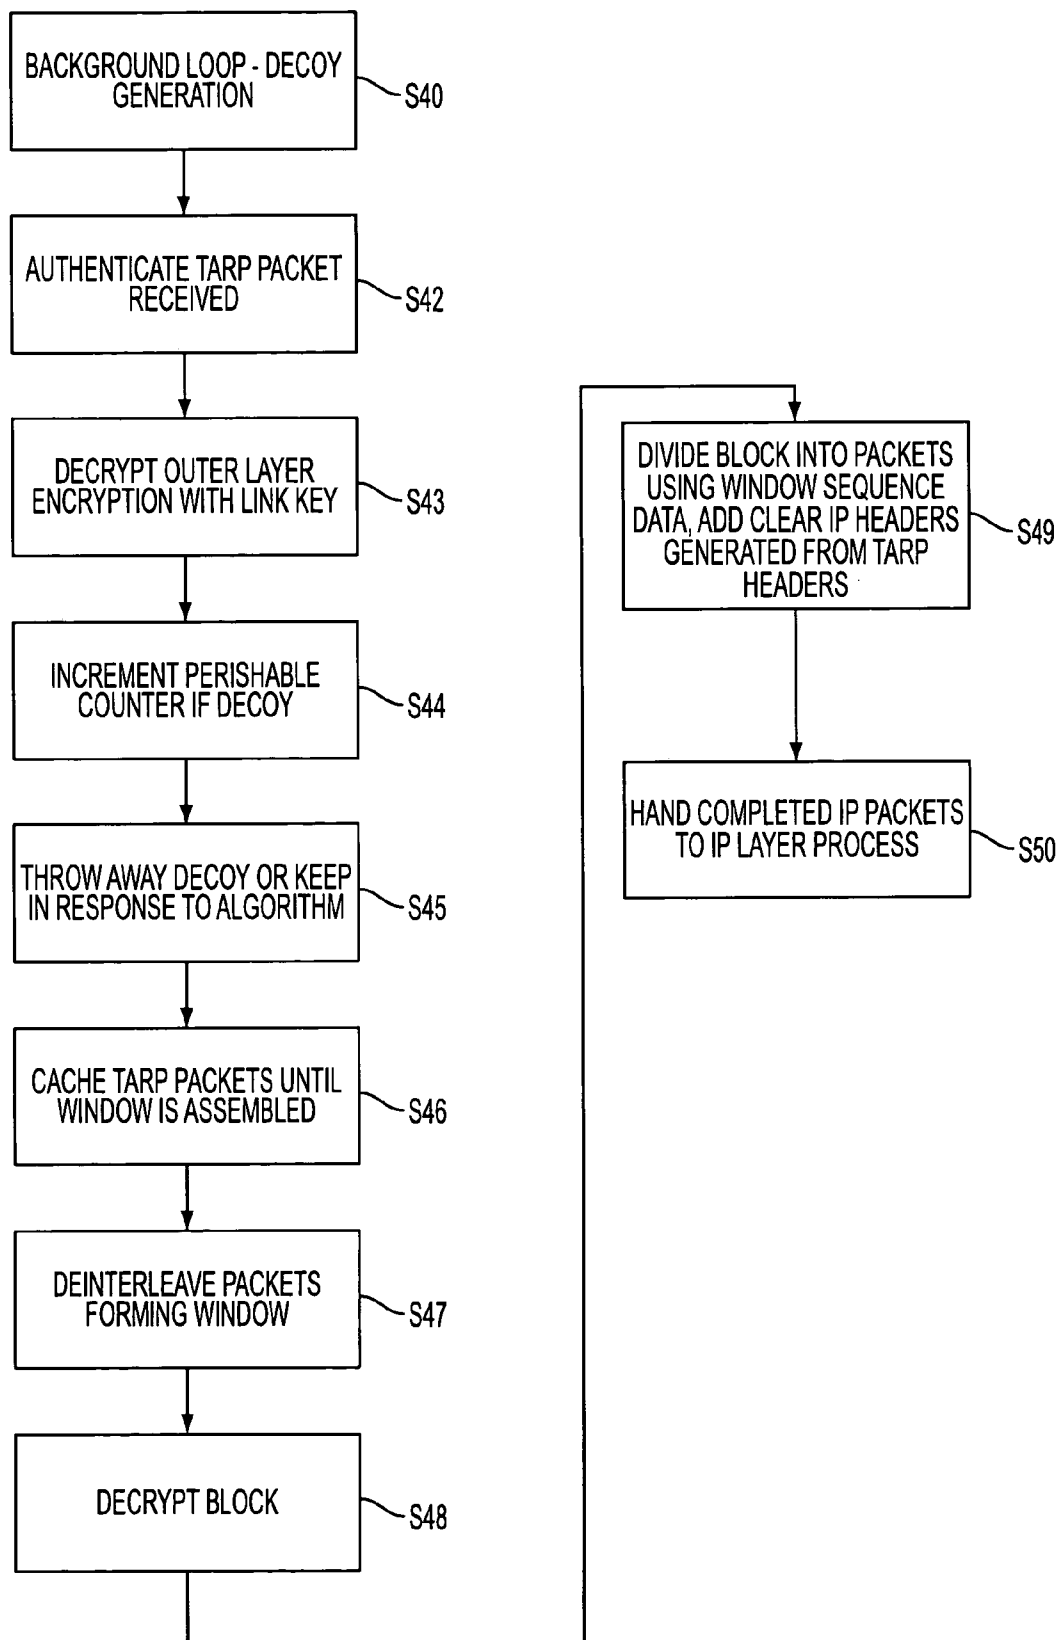 BACKGROUND LOOP - DECOY
GENERATION
S40
AUTHENTICATE TARP PACKET
RECEIVED
S42
DECRYPT OUTER LAYER
ENCRYPTION WITH LINK KEY
S43
INCREMENT PERISHABLE
COUNTER IF DECOY
S44
THROW AWAY DECOY OR KEEP
IN RESPONSE TO ALGORITHM
S45
CACHE TARP PACKETS UNTIL
WINDOW IS ASSEMBLED
S46
DEINTERLEAVE PACKETS
FORMING WINDOW
S47
DECRYPT BLOCK
S48
DIVIDE BLOCK INTO PACKETS
USING WINDOW SEQUENCE
DATA, ADD CLEAR IP HEADERS
GENERATED FROM TARP
HEADERS
S49
HAND COMPLETED IP PACKETS
TO IP LAYER PROCESS
S50